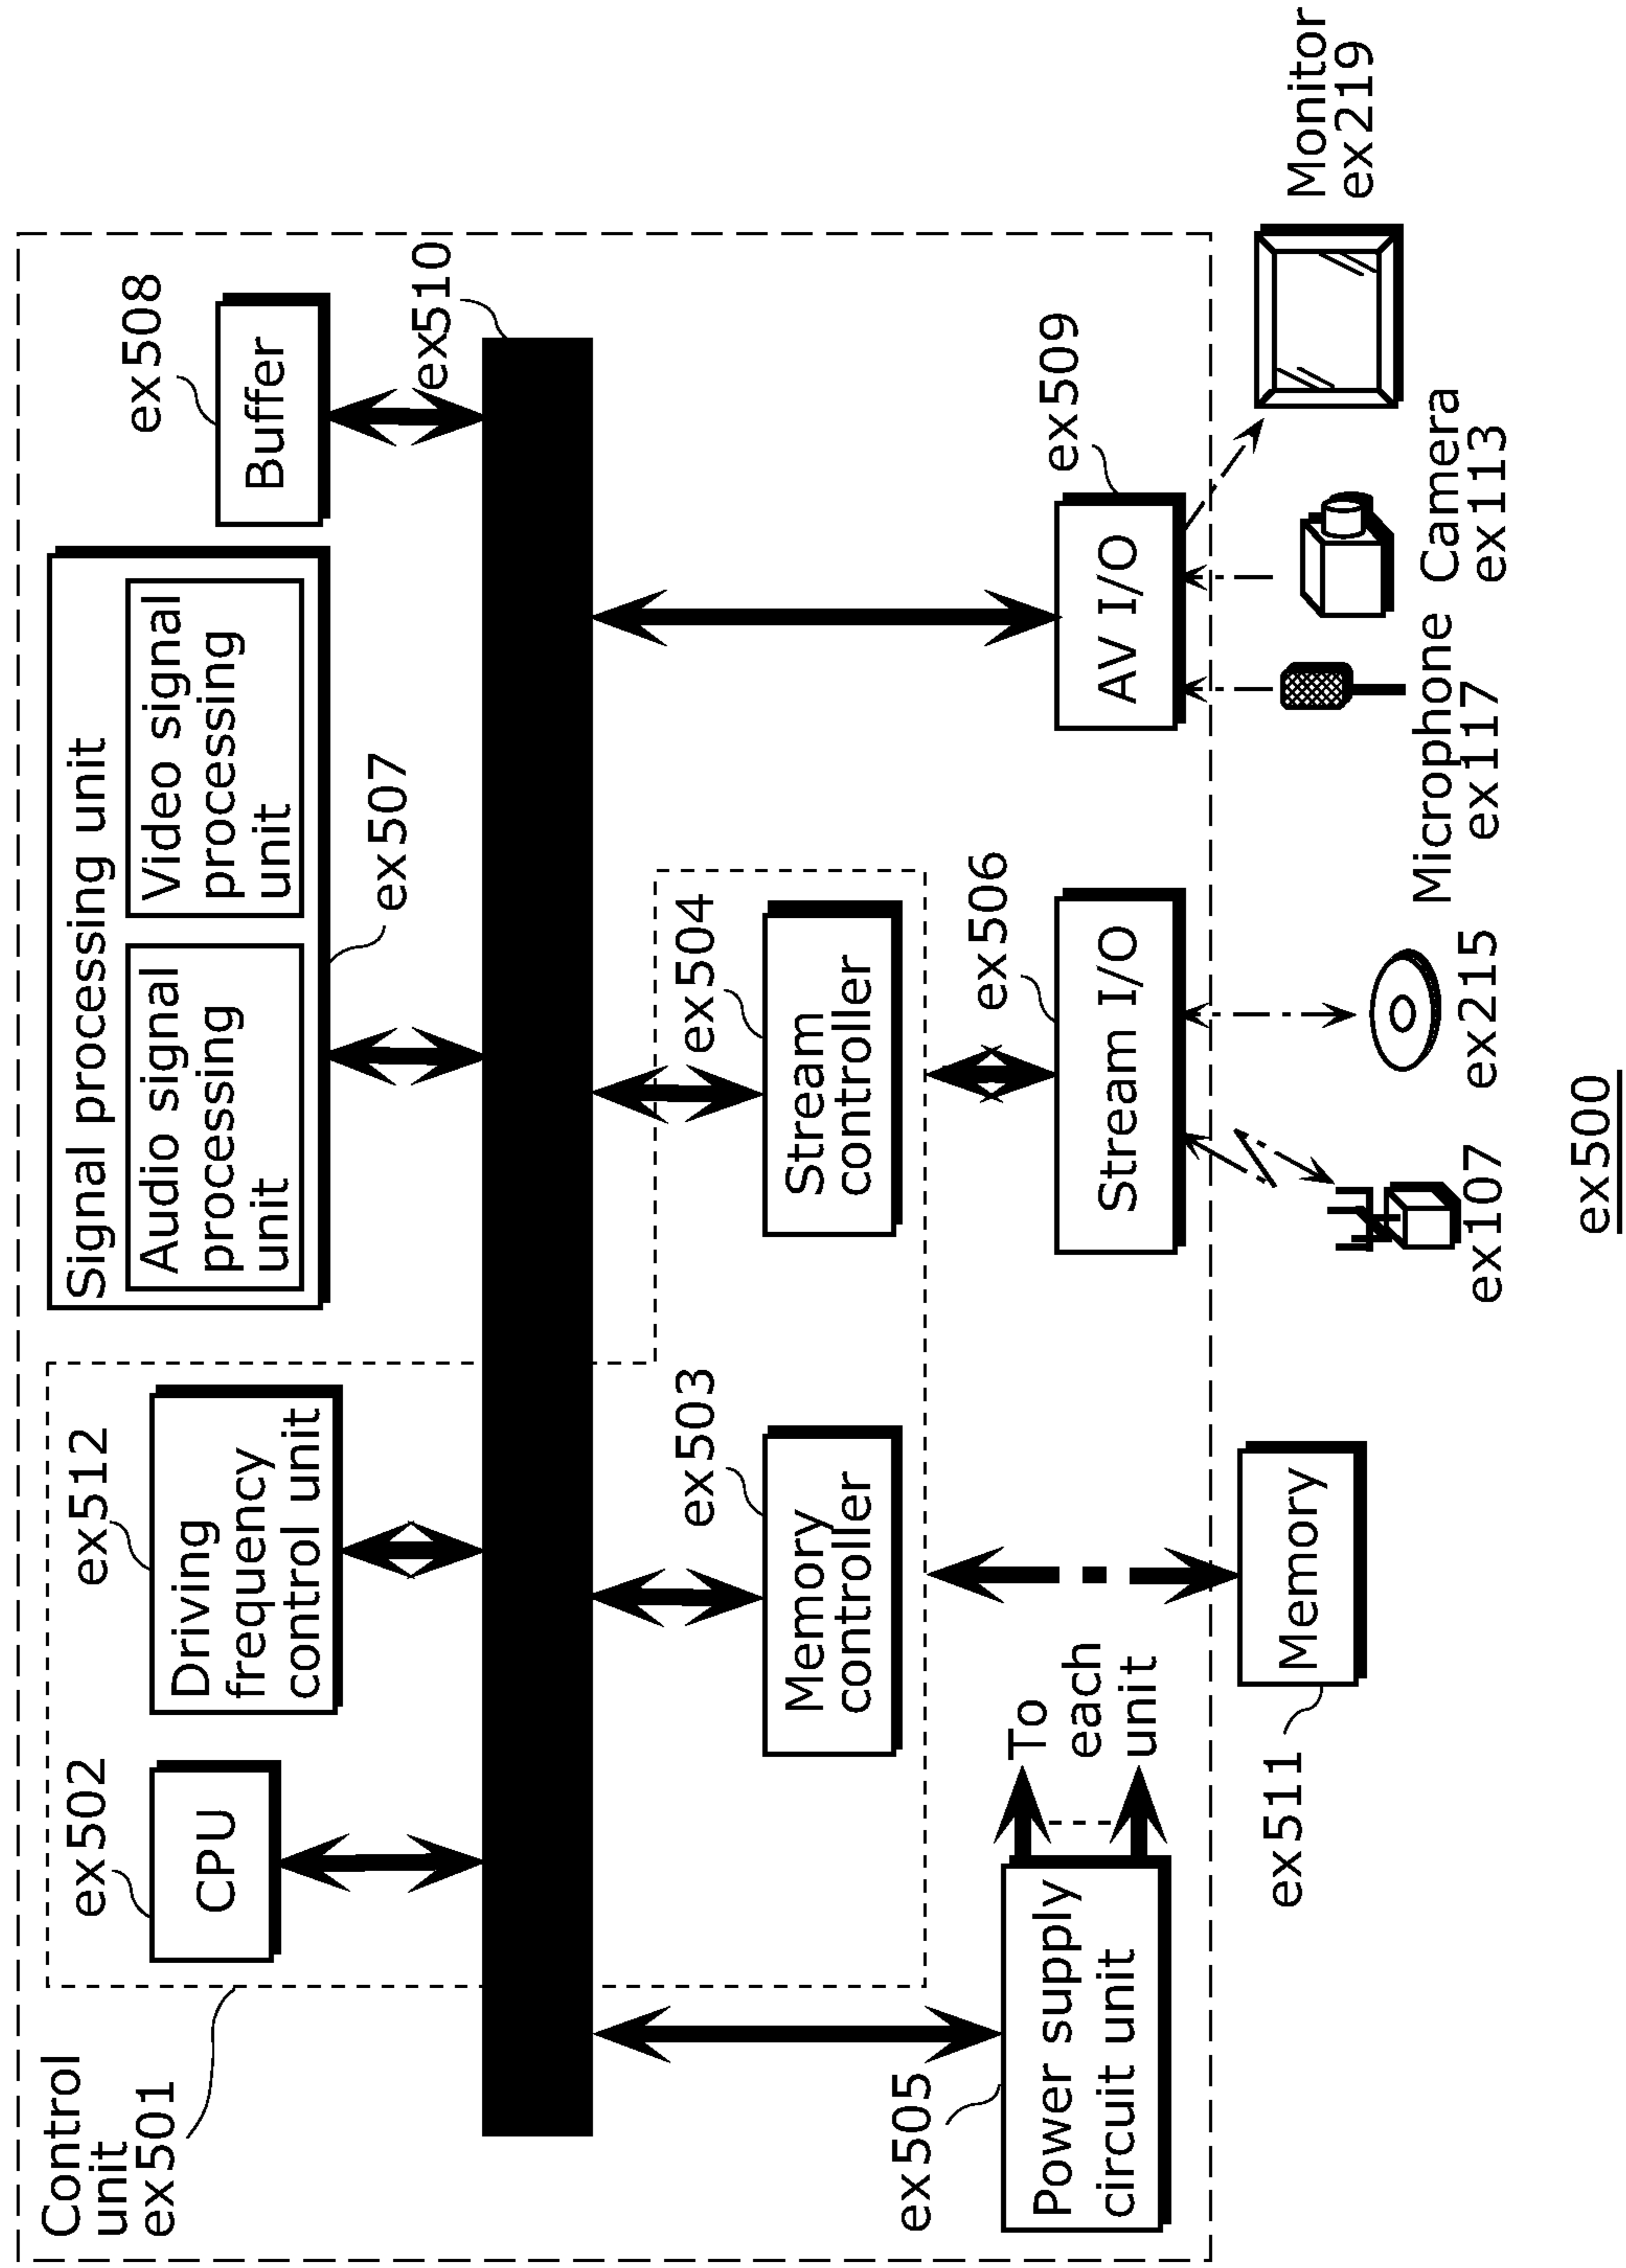 Control
unit
ex501
ex502
CPU
ex512
Driving
frequency
control unit
Signal processing unit
Audio signal
processing
unit
Video signal
processing
unit
ex507
ex508
Buffer
ex510
ex503
Memory
controller
ex504
Stream
controller
ex505
Power supply
circuit unit
To
each
unit
ex506
Stream I/O
ex509
AV I/O
ex511
Memory
ex107
ex215
Microphone
ex117
Camera
ex113
Monitor
ex219
ex500